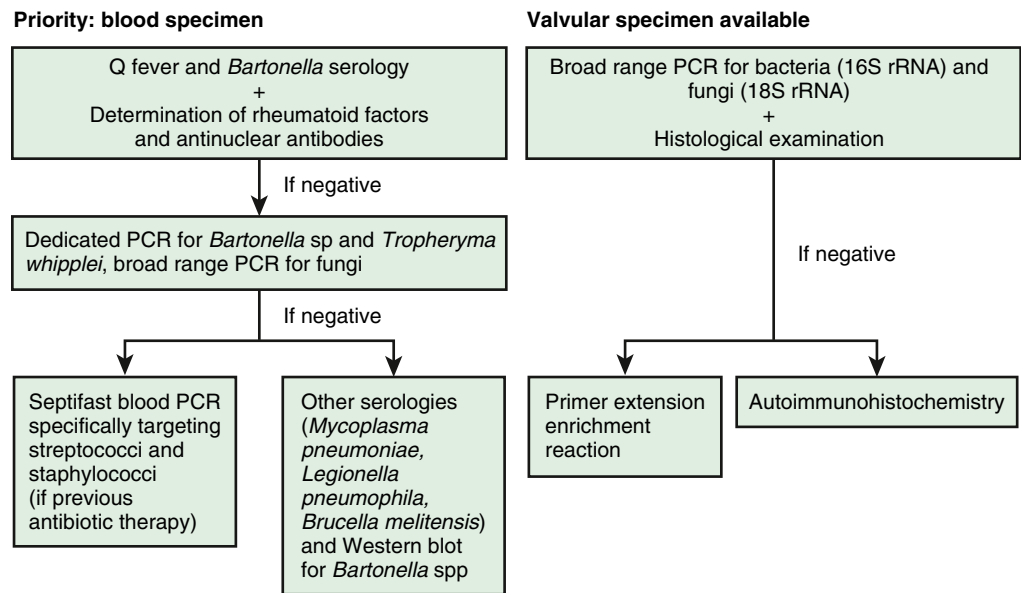 Priority: blood specimen
Q fever and Bartonella serology
+
Determination of rheumatoid factors
and antinuclear antibodies
If negative
Dedicated PCR for Bartonella sp and Tropheryma
whipplei, broad range PCR for fungi
If negative
Septifast blood PCR
specifically targeting
streptococci and
staphylococci
(if previous
antibiotic therapy)
Other serologies
(Mycoplasma
pneumoniae,
Legionella
pneumophila,
Brucella melitensis)
and Western blot
for Bartonella spp
Valvular specimen available
Broad range PCR for bacteria (16S rRNA) and
fungi (18S rRNA)
+
Histological examination
If negative
Primer extension
enrichment
reaction
Autoimmunohistochemistry